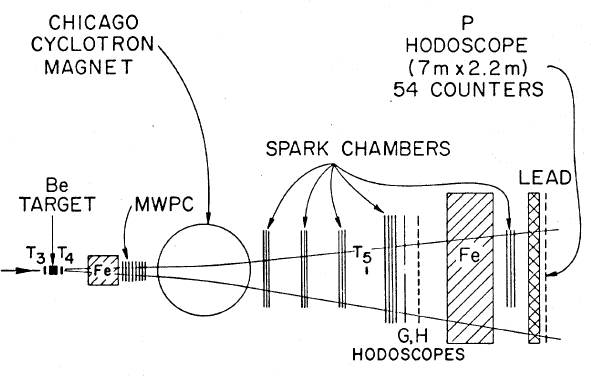 CHICAGO
CYCLOTRON
MAGNET
P
HODOSCOPE
(7m x 2.2m)
54 COUNTERS
SPARK CHAMBERS
LEAD
Be
TARGET
MWPC
T3 T4
Fe
T5
Fe
G,H
HODOSCOPES